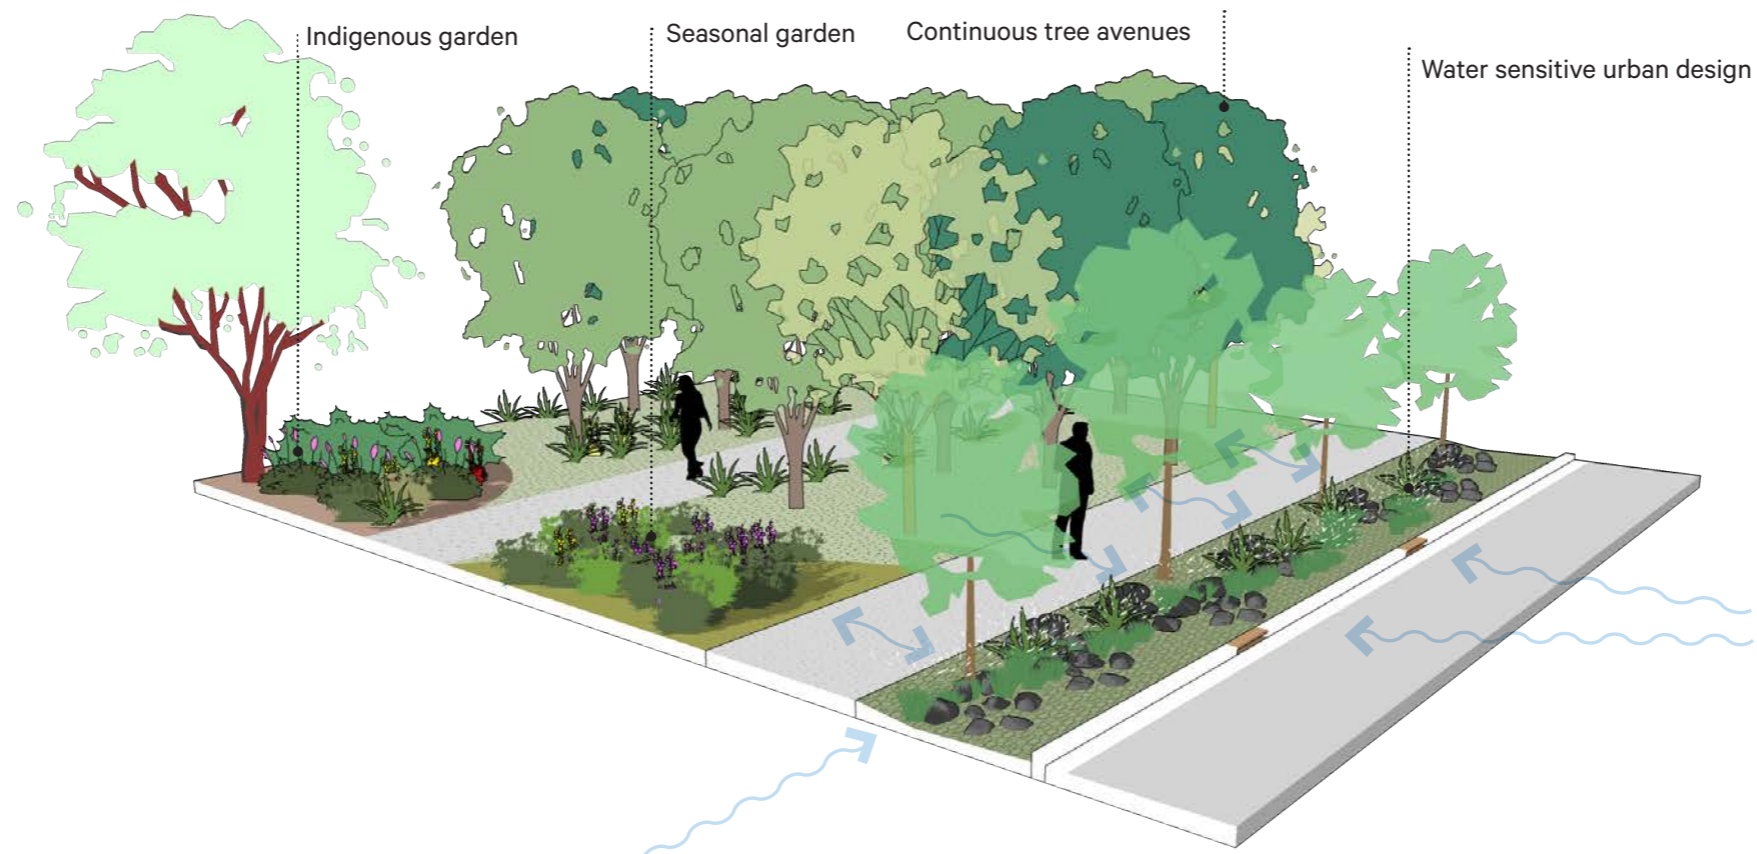 Indigenous garden
Seasonal garden
Continuous tree avenues
Water sensitive urban design